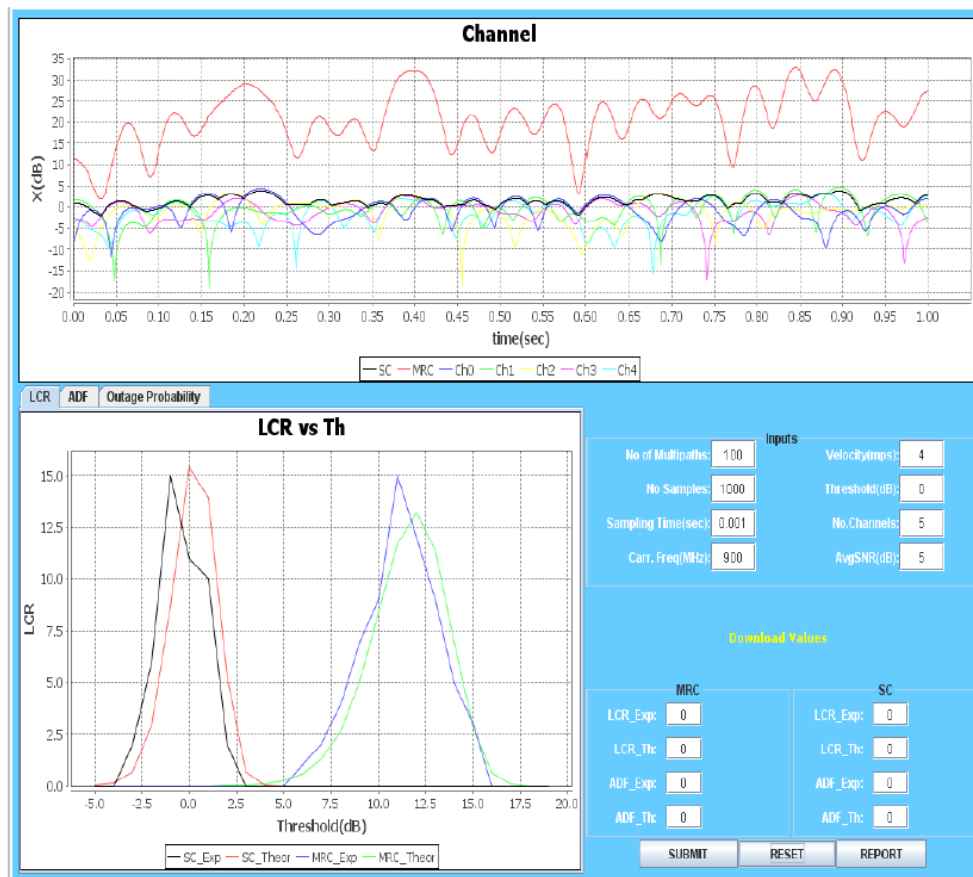 Channel
X(dB)
35
30
25
20
15
10
5
0
-5
-10
-15
-20
0.00 0.05 0.10 0.15 0.20 0.25 0.30 0.35 0.40 0.45 0.50 0.55 0.60 0.65 0.70 0.75 0.80 0.85 0.90 0.95 1.00
time(sec)
SC MRC Ch0 Ch1 Ch2 Ch3 Ch4
LCR ADF Outage Probability
LCR vs Th
LCR
15.0
12.5
10.0
7.5
5.0
2.5
0.0
-5.0 -2.5 0.0 2.5 5.0 7.5 10.0 12.5 15.0 17.5 20.0
Threshold(dB)
SC_Exp SC_Theor MRC_Exp MRC_Theor
Inputs
No of Multipaths: 100 Velocity(mps): 4
No Samples: 1000 Threshold(dB): 0
Sampling Time(sec): 0.001 No.Channels: 5
Carr. Freq(MHz): 900 AvgSNR(dB): 5
Download Values
MRC
LCR_Exp: 0
LCR_Th: 0
ADF_Exp: 0
ADF_Th: 0
SC
LCR_Exp: 0
LCR_Th: 0
ADF_Exp: 0
ADF_Th: 0
SUBMIT RESET REPORT